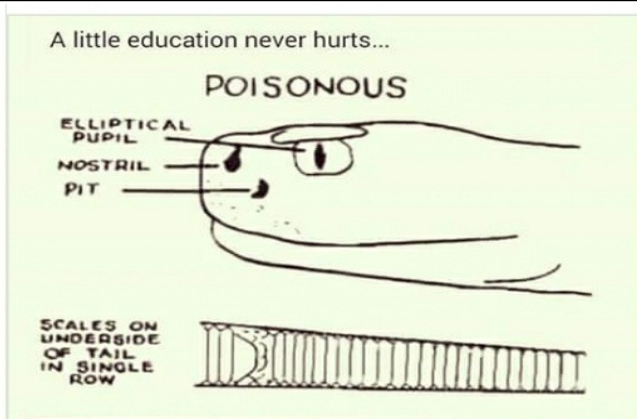 A little education never hurts...
POISONOUS
ELLIPTICAL
PUPIL
NOSTRIL
PIT
SCALES ON
UNDERSIDE
OF TAIL
IN SINGLE
ROW